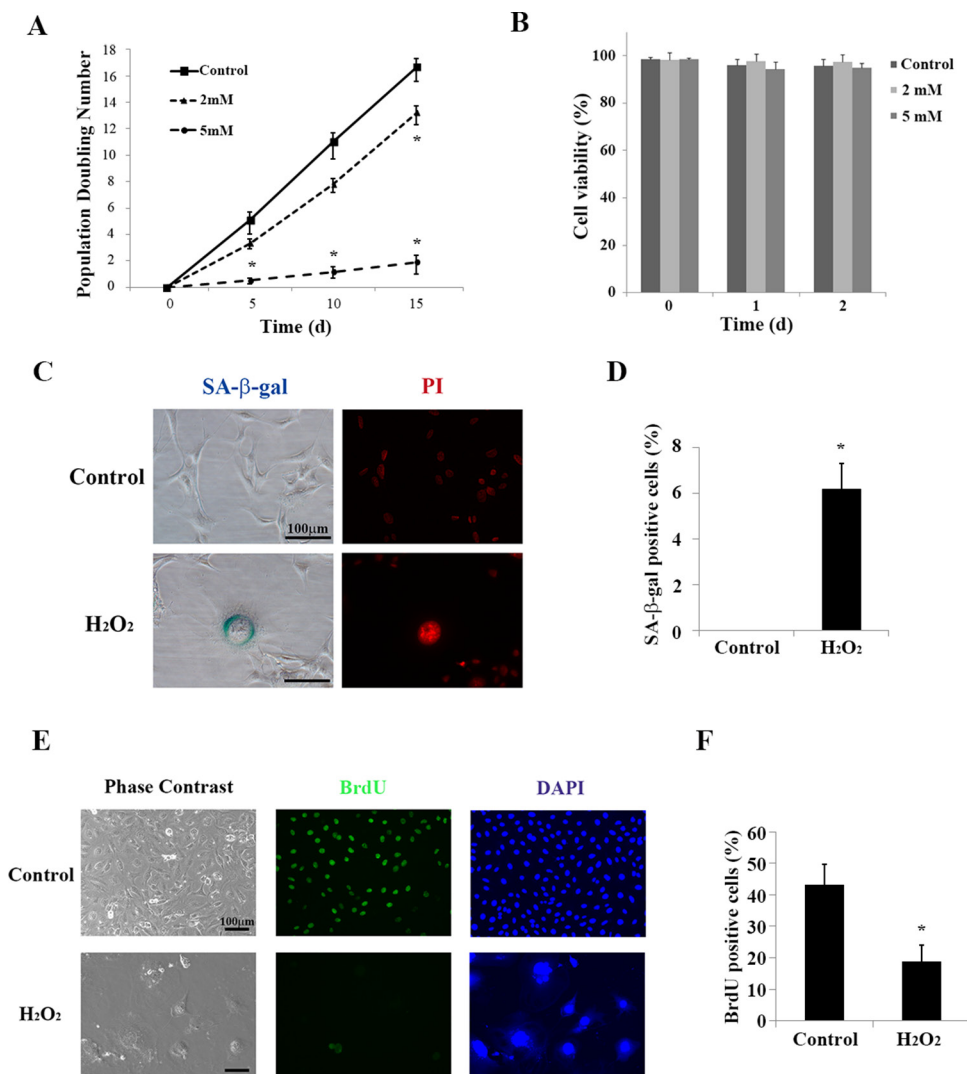 A
Population Doubling Number
18
16
14
12
10
8
6
4
2
0
Control
2mM
5mM
*
*
*
*
0 5 10 15
Time (d)
B
Cell viability (%)
120
100
80
60
40
20
0
Control
2 mM
5 mM
0 1 2
Time (d)
C
SA-β-gal PI
Control
100μm
H₂O₂
D
SA-β-gal positive cells (%)
8
6
4
2
0
*
Control H₂O₂
E
Phase Contrast BrdU DAPI
Control
100μm
H₂O₂
F
BrdU positive cells (%)
60
50
40
30
20
10
0
*
Control H₂O₂